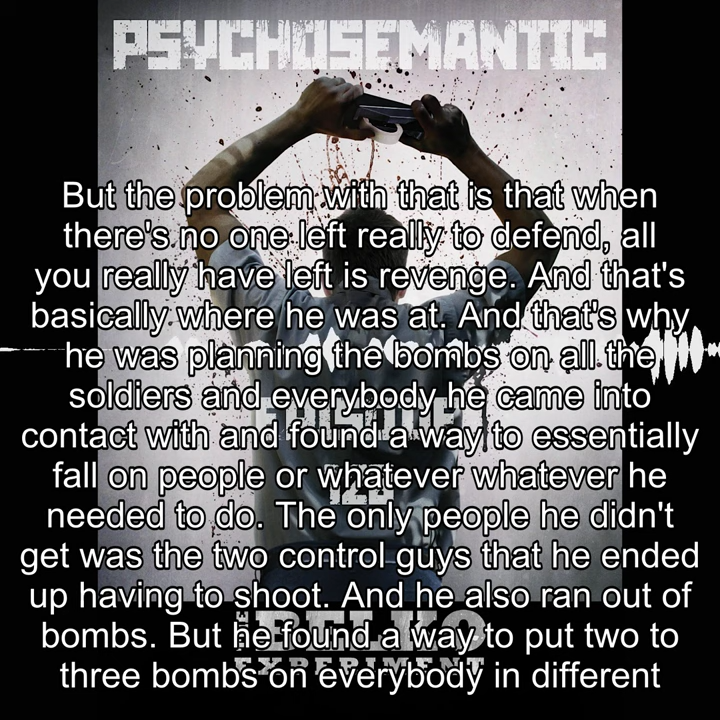 PSYCHOSEMANTIC
But the problem with that is that when
there's no one left really to defend, all
you really have left is revenge. And that's
basically where he was at. And that's why
he was planning the bombs on all the
soldiers and everybody he came into
contact with and found a way to essentially
fall on people or whatever whatever he
needed to do. The only people he didn't
get was the two control guys that he ended
up having to shoot. And he also ran out of
bombs. But he found a way to put two to
three bombs on everybody in different
EPISODE
THE BELKO
EXPERIMENT